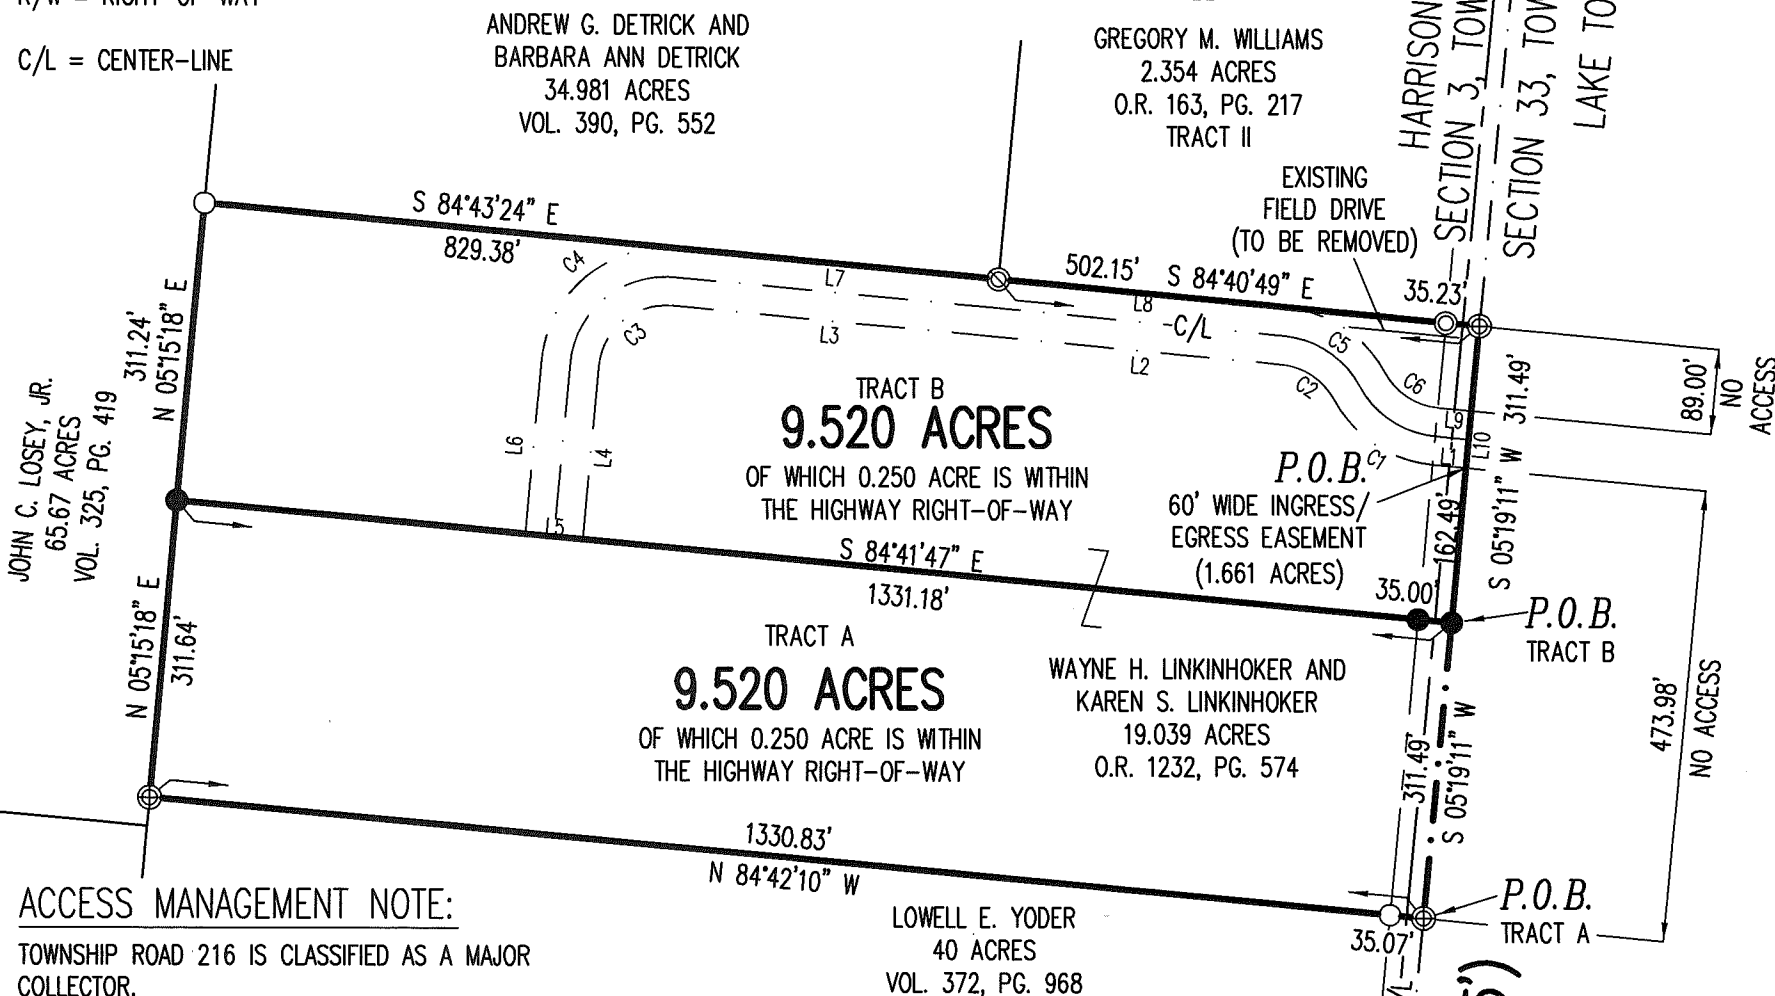 R/W = RIGHT-OF-WAY
C/L = CENTER-LINE
ANDREW G. DETRICK AND
BARBARA ANN DETRICK
34.981 ACRES
VOL. 390, PG. 552
GREGORY M. WILLIAMS
2.354 ACRES
O.R. 163, PG. 217
TRACT II
HARRISON
SECTION 3, TOW
SECTION 33, TOW
LAKE TO
EXISTING
FIELD DRIVE
(TO BE REMOVED)
S 84°43'24" E
829.38'
502.15'
S 84°40'49" E
35.23'
C4
L7
L8
C/L
C3
L3
L2
C5
C6
C2
L9
L10
L1
C7
L6
L4
L5
311.24'
N 05°15'18" E
JOHN C. LOSEY, JR.
65.67 ACRES
VOL. 325, PG. 419
TRACT B
9.520 ACRES
OF WHICH 0.250 ACRE IS WITHIN
THE HIGHWAY RIGHT-OF-WAY
P.O.B.
60' WIDE INGRESS/
EGRESS EASEMENT
(1.661 ACRES)
162.49'
S 05°19'11" W
311.49'
89.00'
NO
ACCESS
S 84°41'47" E
1331.18'
35.00'
P.O.B.
TRACT B
N 05°15'18" E
311.64'
TRACT A
9.520 ACRES
OF WHICH 0.250 ACRE IS WITHIN
THE HIGHWAY RIGHT-OF-WAY
WAYNE H. LINKINHOKER AND
KAREN S. LINKINHOKER
19.039 ACRES
O.R. 1232, PG. 574
311.49'
S 05°19'11" W
473.98'
NO ACCESS
1330.83'
N 84°42'10" W
35.07'
P.O.B.
TRACT A
LOWELL E. YODER
40 ACRES
VOL. 372, PG. 968
ACCESS MANAGEMENT NOTE:
TOWNSHIP ROAD 216 IS CLASSIFIED AS A MAJOR
COLLECTOR.